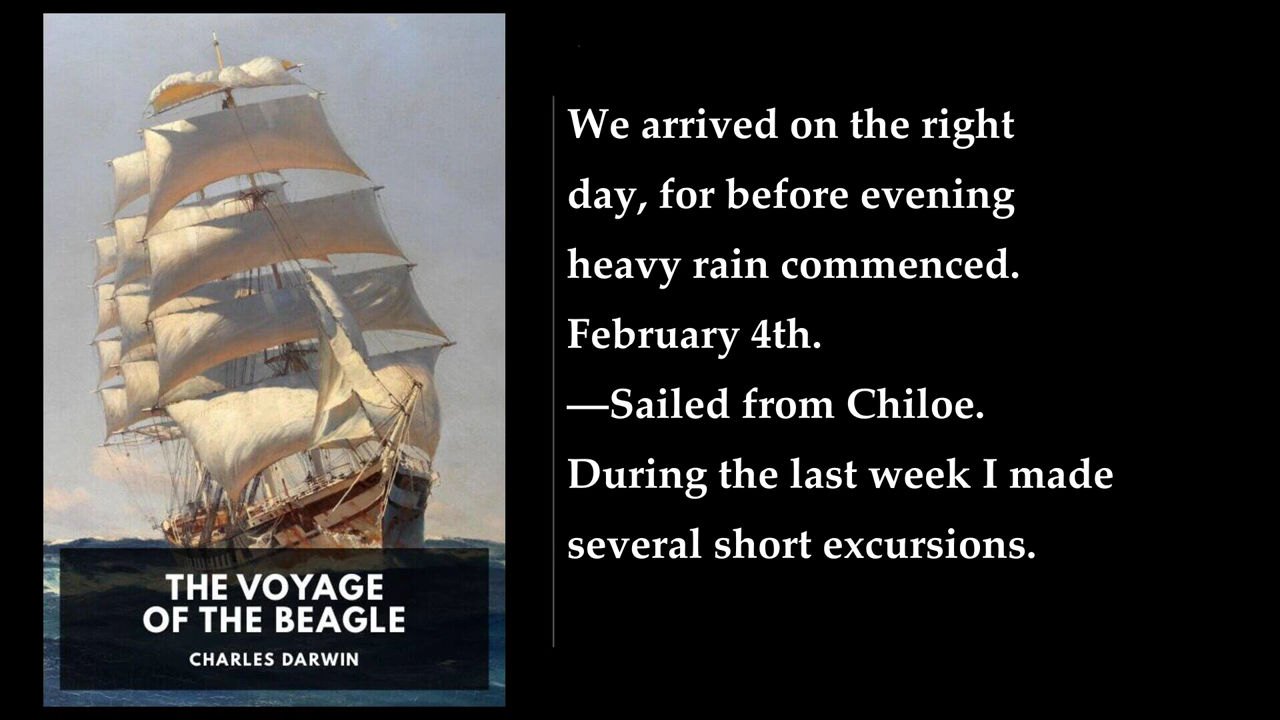 We arrived on the right
day, for before evening
heavy rain commenced.
February 4th.
—Sailed from Chiloe.
During the last week I made
several short excursions.
THE VOYAGE
OF THE BEAGLE
CHARLES DARWIN